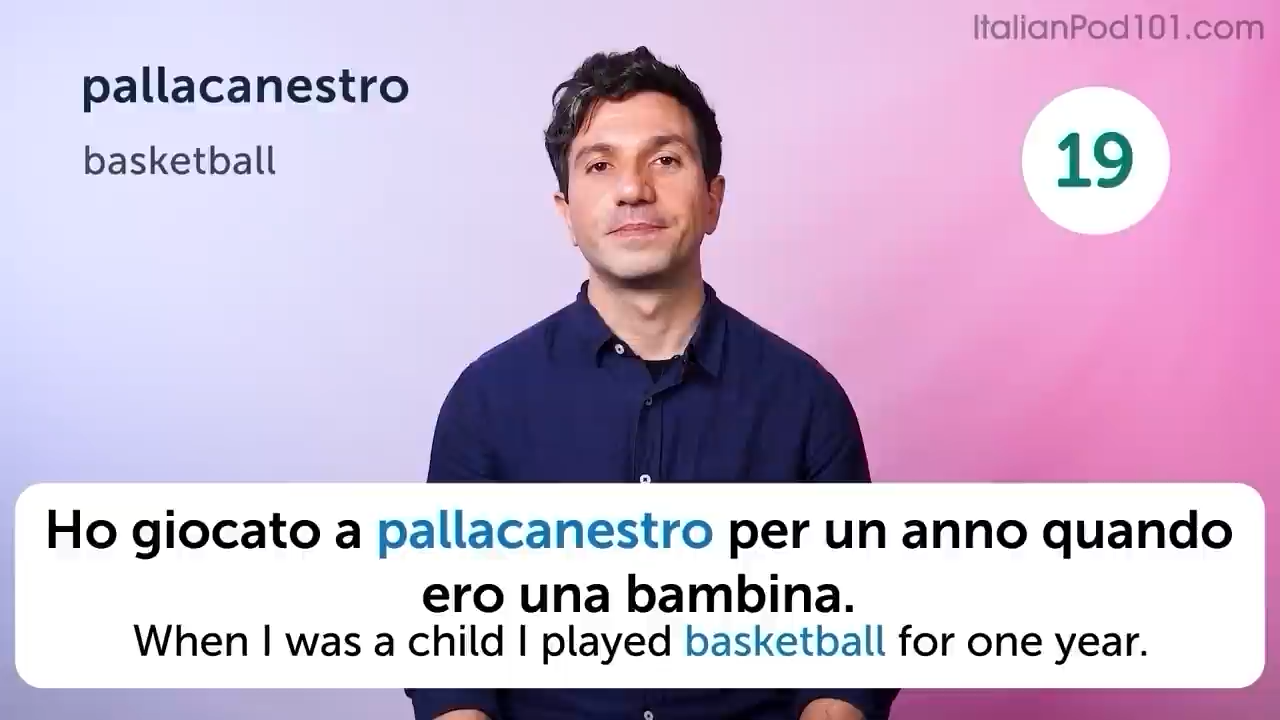 ItalianPod101.com
pallacanestro
basketball
19
Ho giocato a pallacanestro per un anno quando
ero una bambina.
When I was a child I played basketball for one year.